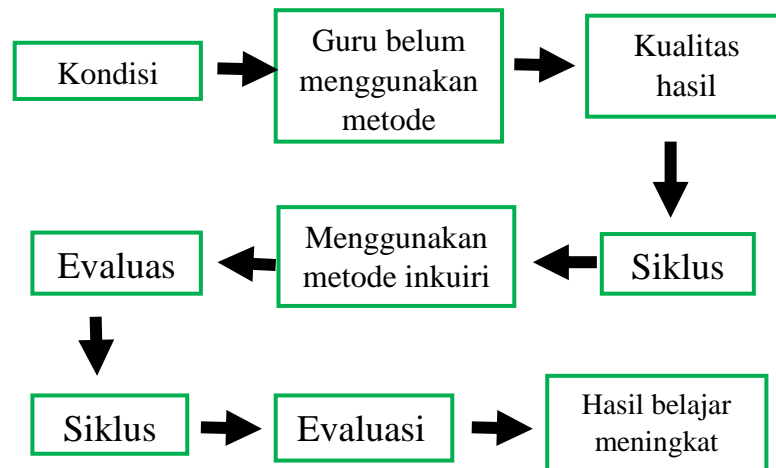 Kondisi
Guru belum
menggunakan
metode
Kualitas
hasil
Siklus
Menggunakan
metode inkuiri
Evaluas
Siklus
Evaluasi
Hasil belajar
meningkat